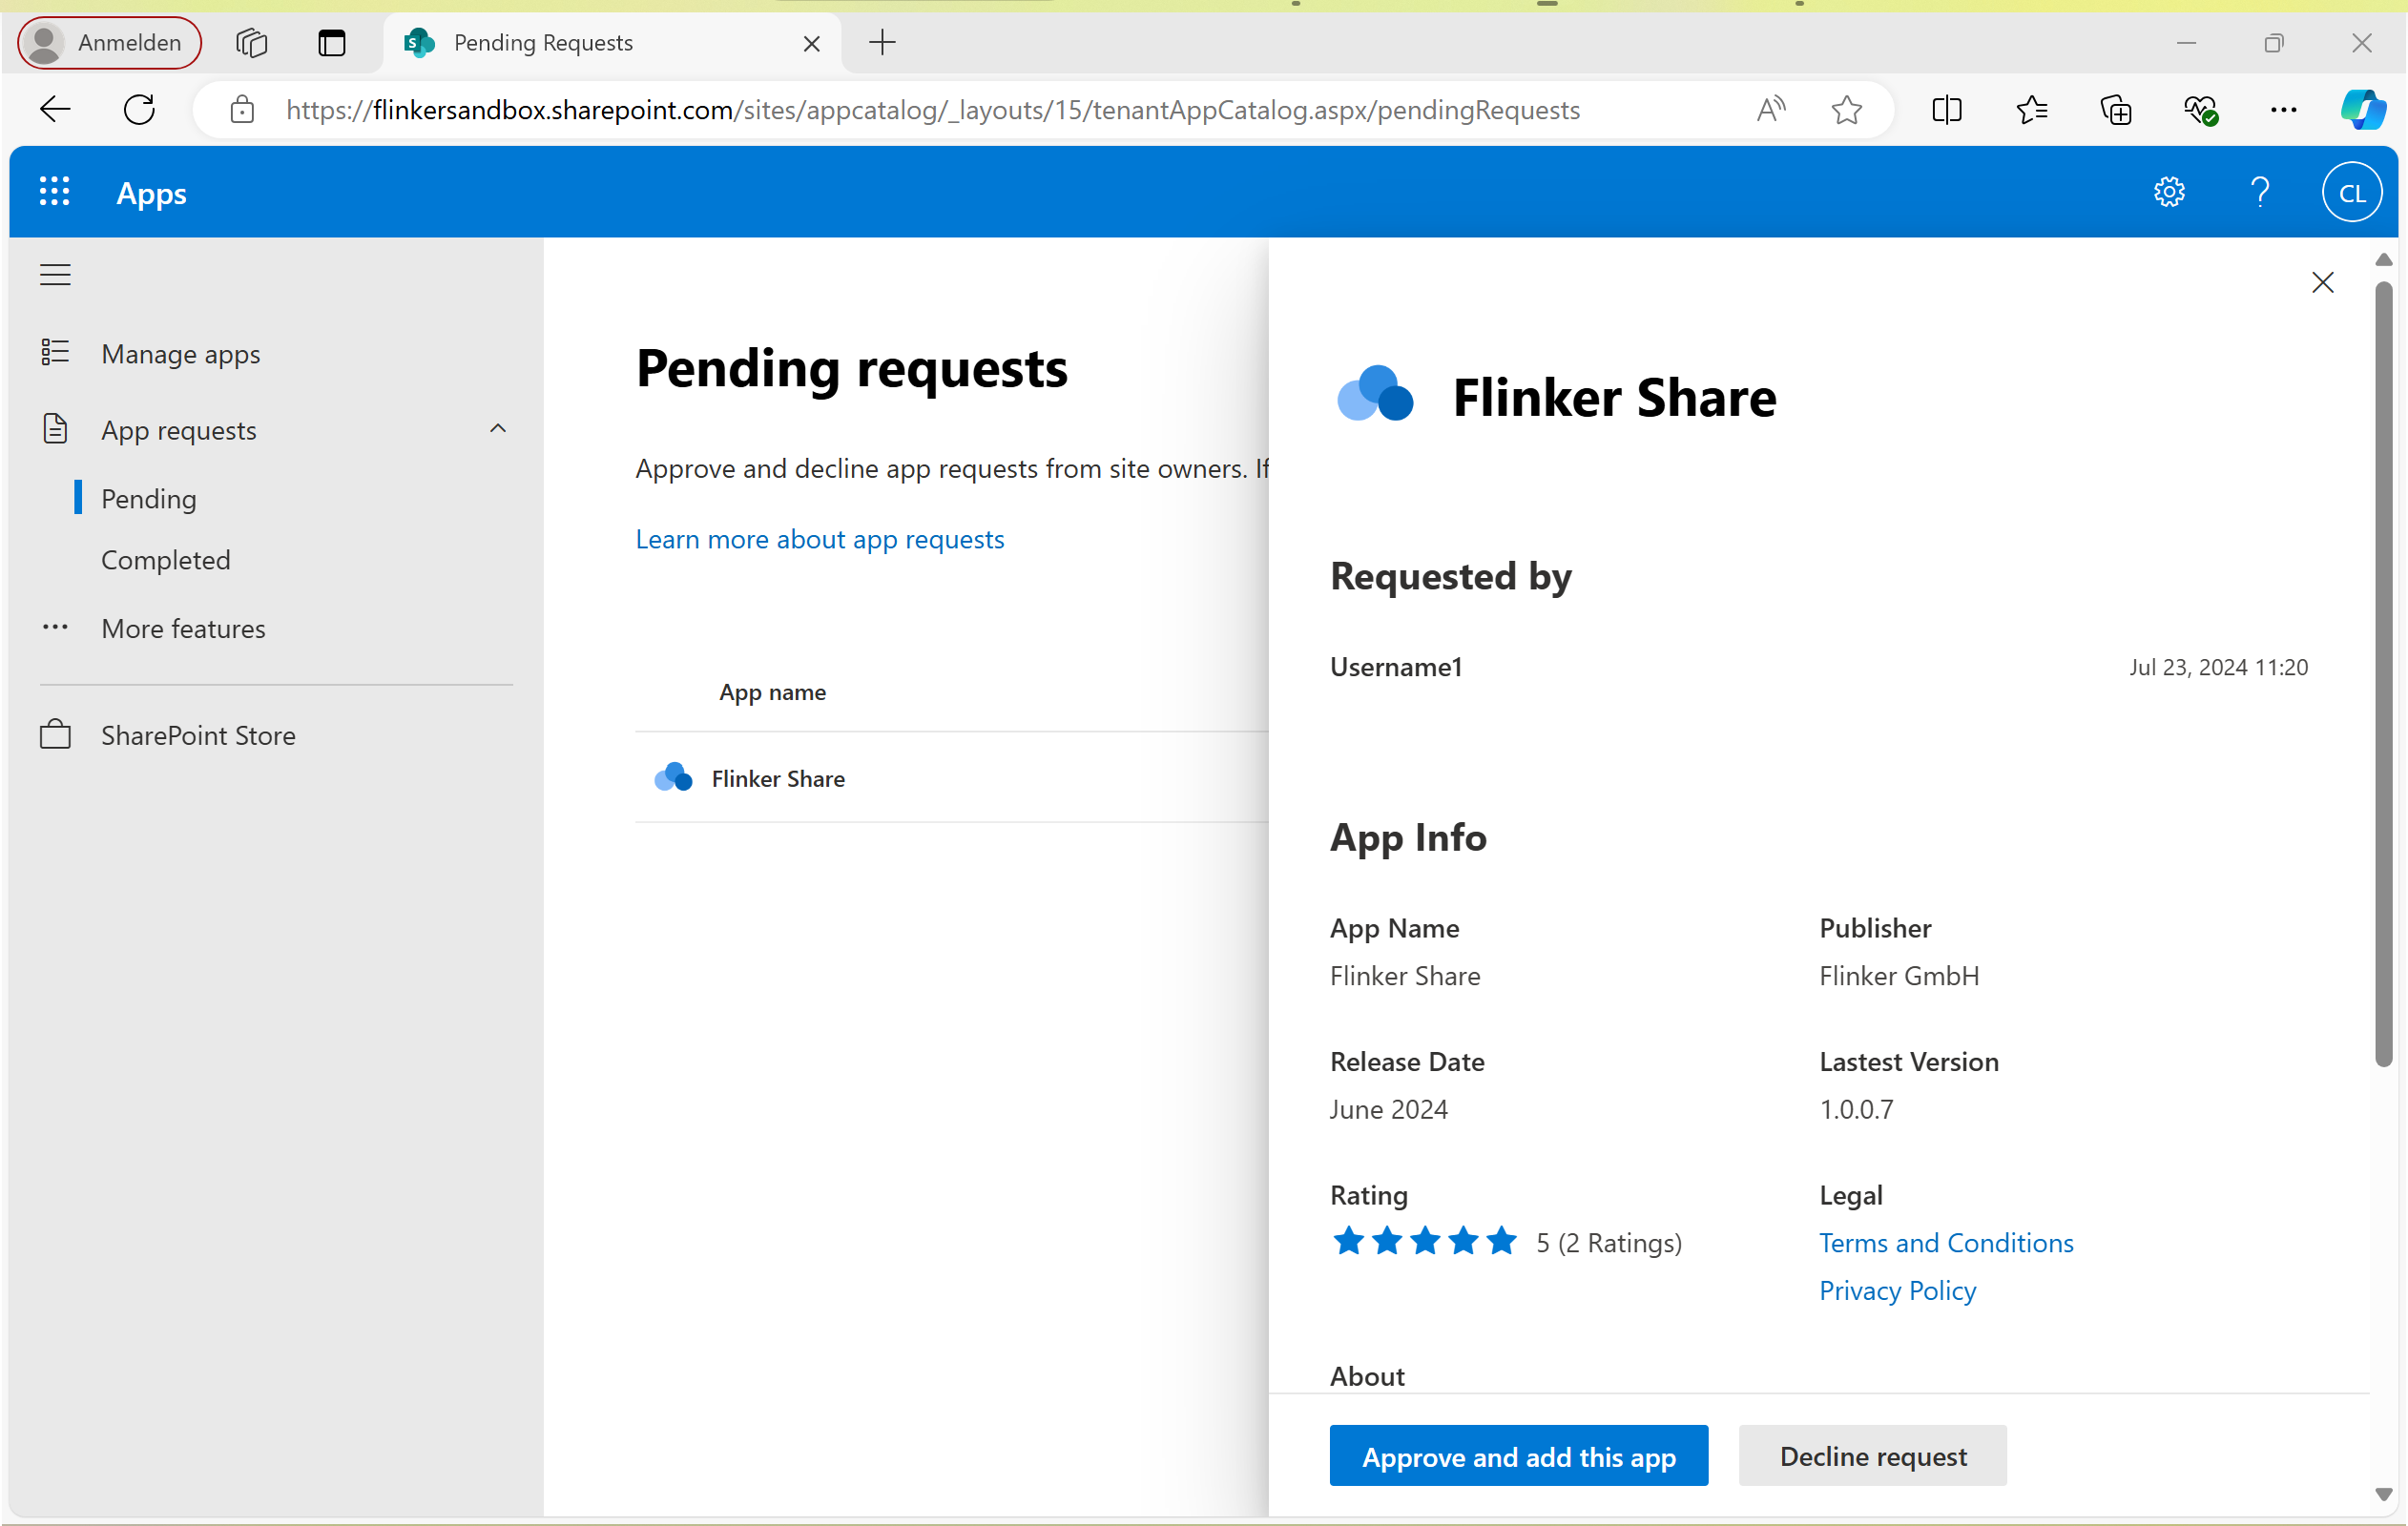 Anmelden
Pending Requests
https://flinkersandbox.sharepoint.com/sites/appcatalog/_layouts/15/tenantAppCatalog.aspx/pendingRequests
Apps
CL
Manage apps
App requests
Pending
Completed
More features
SharePoint Store
Pending requests
Approve and decline app requests from site owners. If
Learn more about app requests
App name
Flinker Share
Flinker Share
Requested by
Username1
Jul 23, 2024 11:20
App Info
App Name
Flinker Share
Publisher
Flinker GmbH
Release Date
June 2024
Lastest Version
1.0.0.7
Rating
5 (2 Ratings)
Legal
Terms and Conditions
Privacy Policy
About
Approve and add this app
Decline request